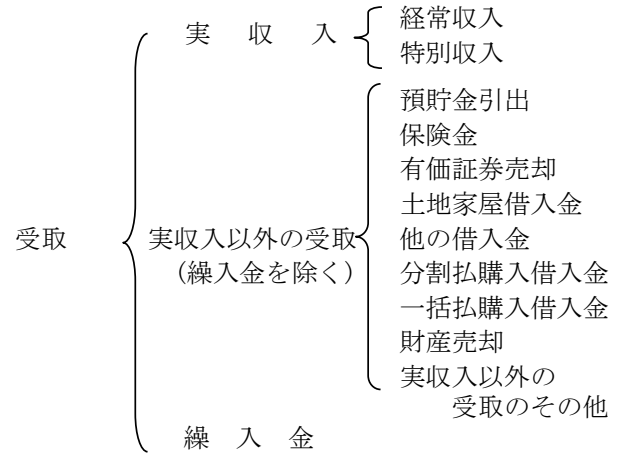 受取
実収入
経常収入
特別収入
実収入以外の受取
（繰入金を除く）
預貯金引出
保険金
有価証券売却
土地家屋借入金
他の借入金
分割払購入借入金
一括払購入借入金
財産売却
実収入以外の
受取のその他
繰入金